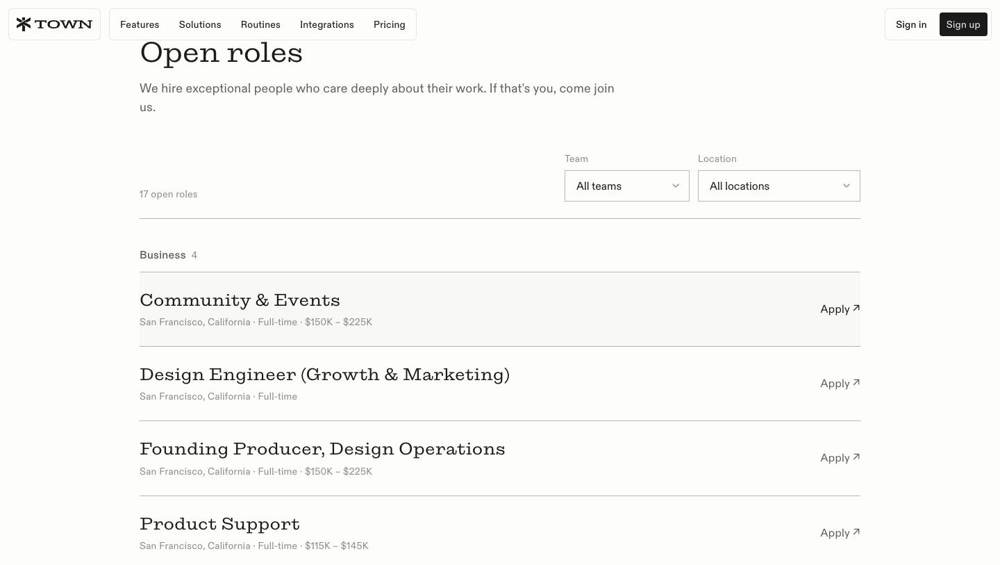 TOWN
Features Solutions Routines Integrations Pricing
Sign in Sign up
Open roles
We hire exceptional people who care deeply about their work. If that's you, come join
us.
Team Location
17 open roles All teams All locations
Business 4
Community & Events
San Francisco, California · Full-time · $150K – $225K
Apply ↗
Design Engineer (Growth & Marketing)
San Francisco, California · Full-time
Apply ↗
Founding Producer, Design Operations
San Francisco, California · Full-time · $150K – $225K
Apply ↗
Product Support
San Francisco, California · Full-time · $115K – $145K
Apply ↗